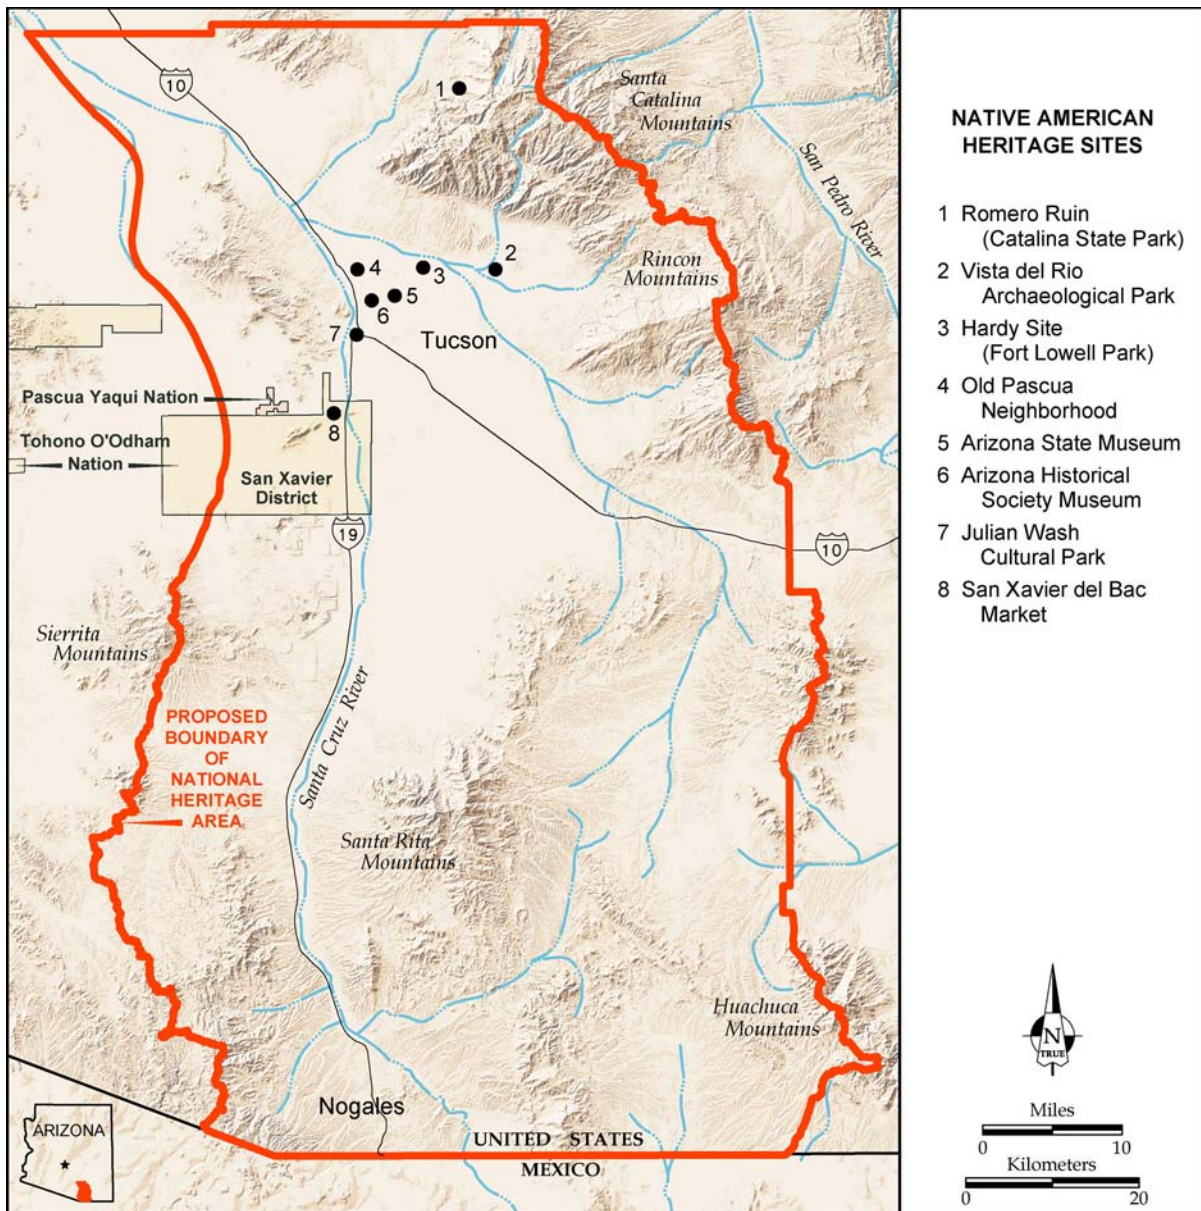 10
1
Santa
Catalina
Mountains
San Pedro River
2
3
4
5
6
7
Rincon
Mountains
Tucson
Pascua Yaqui Nation
8
Tohono O'Odham
Nation
San Xavier
District
19
10
Sierrita
Mountains
PROPOSED
BOUNDARY
OF
NATIONAL
HERITAGE
AREA
Santa Cruz River
Santa Rita
Mountains
Huachuca
Mountains
Nogales
UNITED STATES
MEXICO
ARIZONA
NATIVE AMERICAN
HERITAGE SITES
1 Romero Ruin
(Catalina State Park)
2 Vista del Rio
Archaeological Park
3 Hardy Site
(Fort Lowell Park)
4 Old Pascua
Neighborhood
5 Arizona State Museum
6 Arizona Historical
Society Museum
7 Julian Wash
Cultural Park
8 San Xavier del Bac
Market
N
TRUE
Miles
0 10
Kilometers
0 20